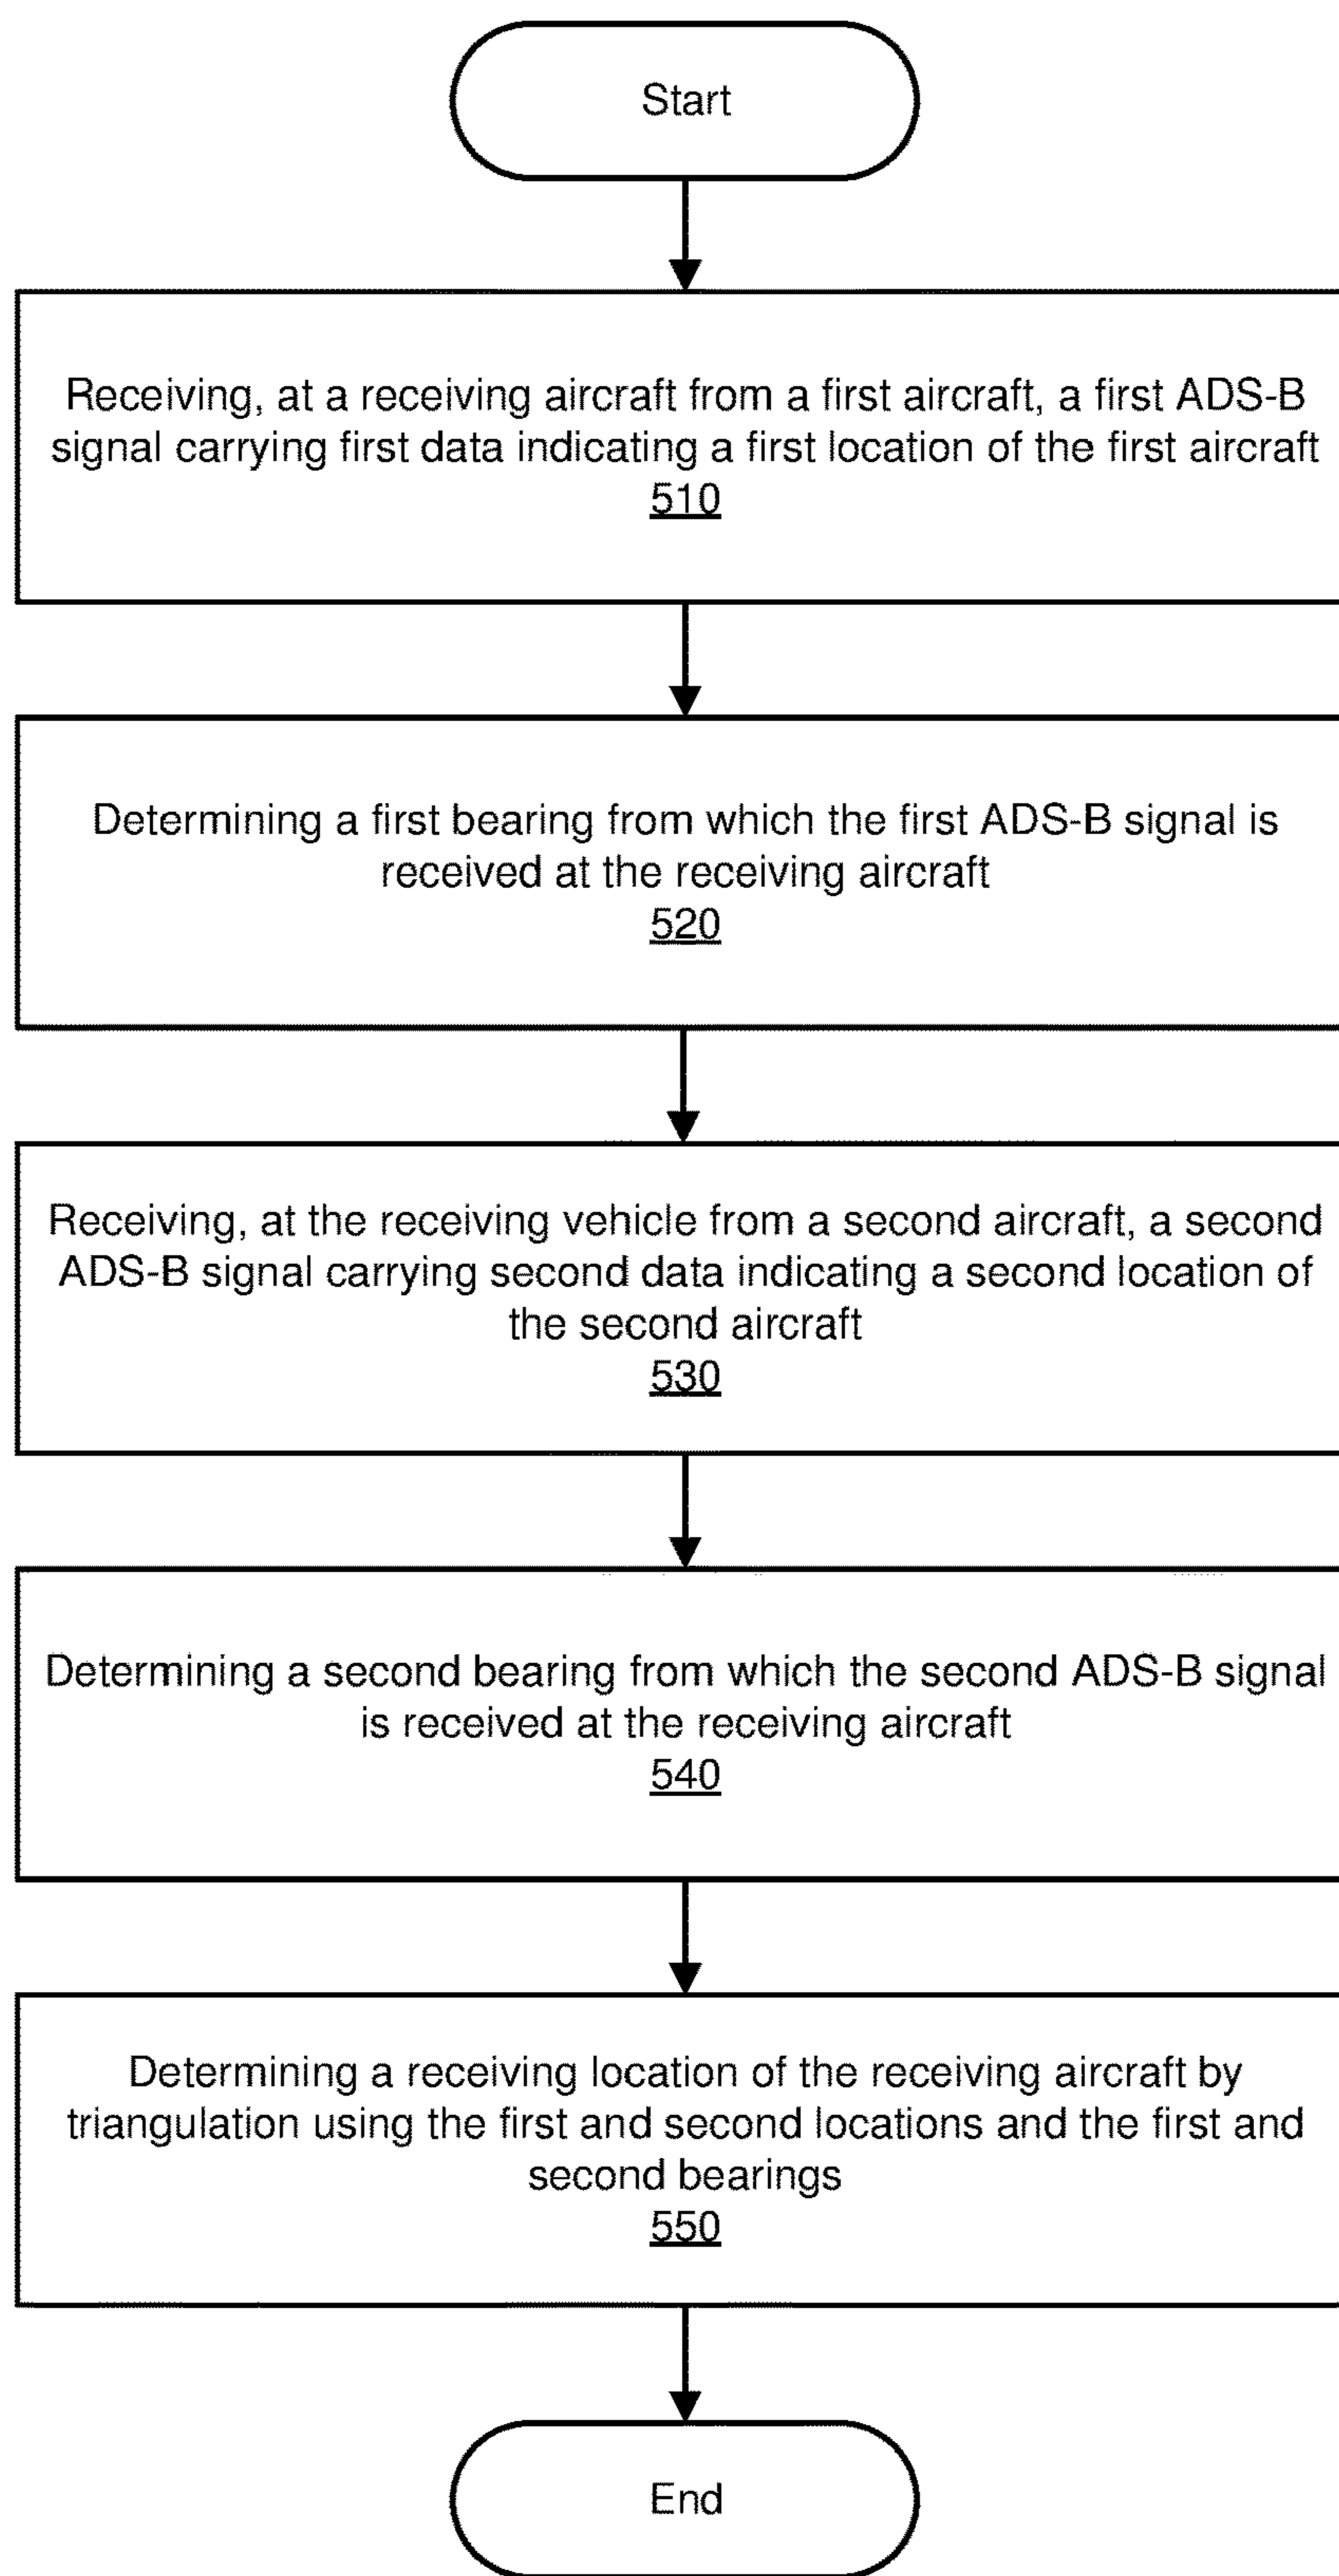 Start
Receiving, at a receiving aircraft from a first aircraft, a first ADS-B
signal carrying first data indicating a first location of the first aircraft
510
Determining a first bearing from which the first ADS-B signal is
received at the receiving aircraft
520
Receiving, at the receiving vehicle from a second aircraft, a second
ADS-B signal carrying second data indicating a second location of
the second aircraft
530
Determining a second bearing from which the second ADS-B signal
is received at the receiving aircraft
540
Determining a receiving location of the receiving aircraft by
triangulation using the first and second locations and the first and
second bearings
550
End